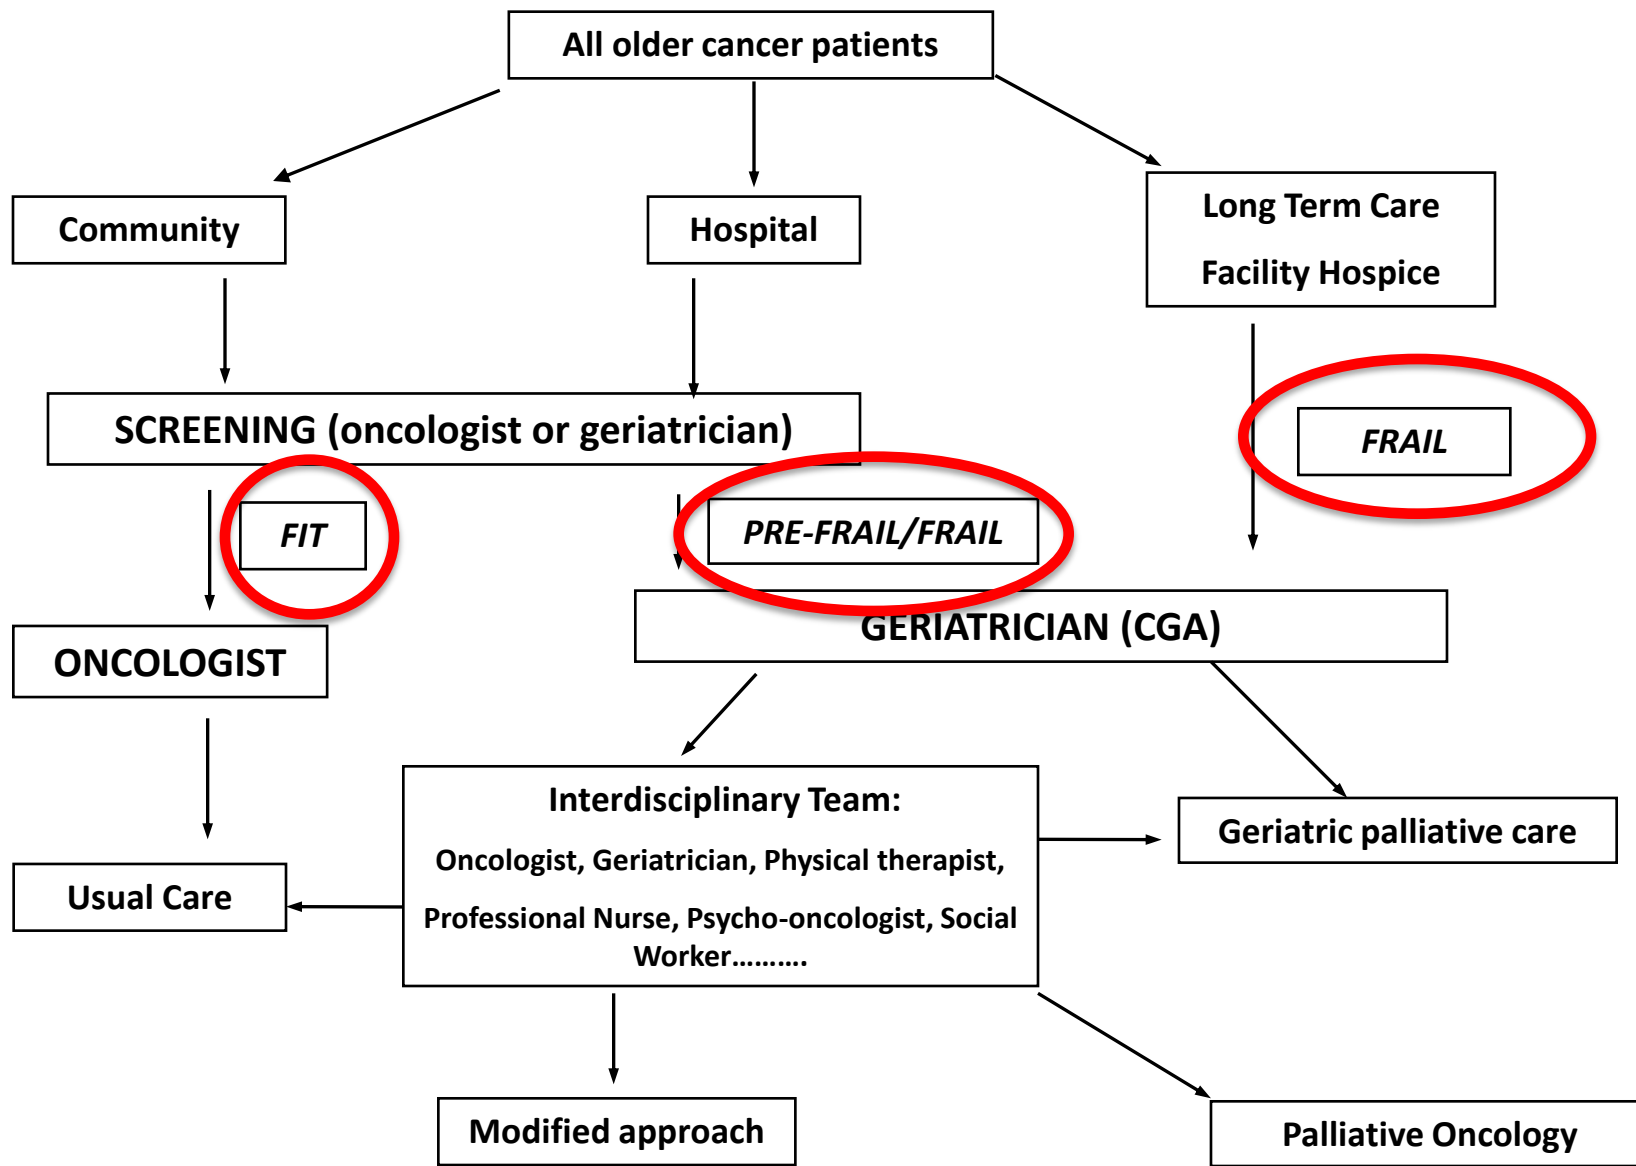 All older cancer patients
Community
Hospital
Long Term Care
Facility Hospice
SCREENING (oncologist or geriatrician)
FRAIL
FIT
PRE-FRAIL/FRAIL
GERIATRICIAN (CGA)
ONCOLOGIST
Interdisciplinary Team:
Oncologist, Geriatrician, Physical therapist,
Professional Nurse, Psycho-oncologist, Social
Worker……….
Geriatric palliative care
Usual Care
Modified approach
Palliative Oncology